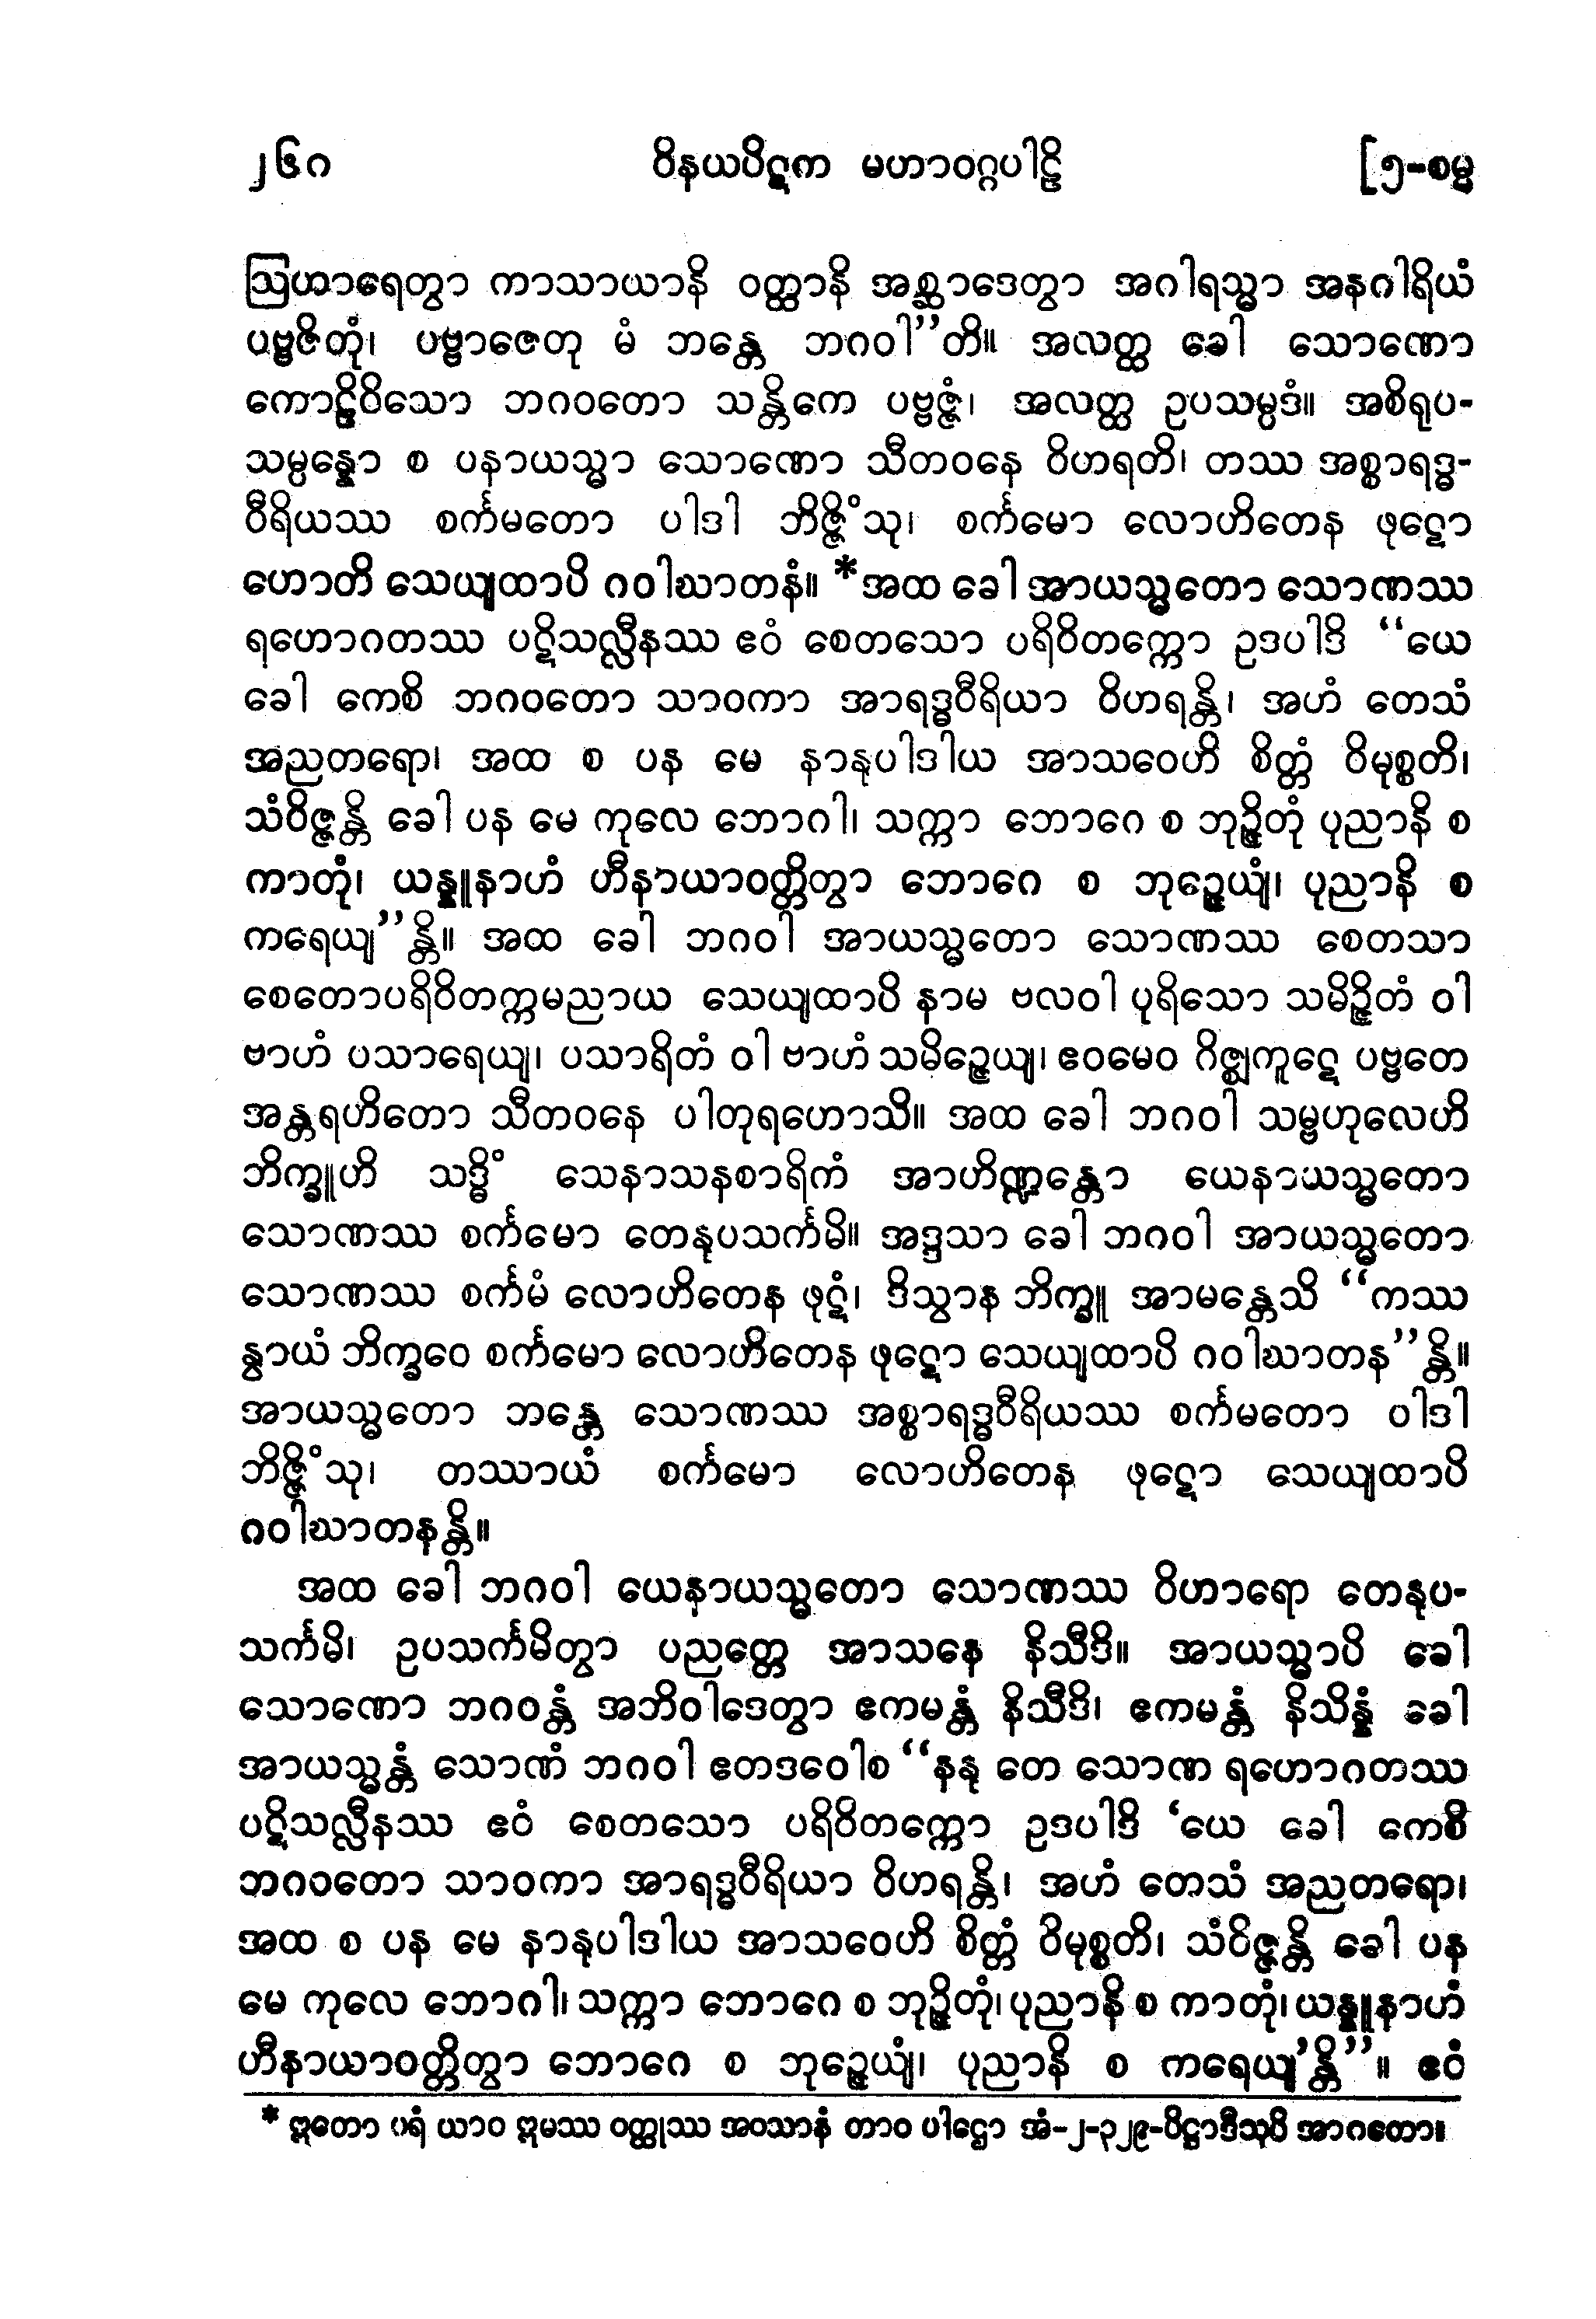 ၂၆၈ ဝိနယပိဋက မဟာဝဂ္ဂပါဠိ [၅-စမ္မ
ဩဟာရေတွာ ကာသာယာနိ ဝတ္ထာနိ အစ္ဆာဒေတွာ အဂါရသ္မာ အနဂါရိယံ
ပဗ္ဗဇိတုံ၊ ပဗ္ဗာဇေတု မံ ဘန္တေ ဘဂဝါ”တိ။ အလတ္ထ ခေါ သောဏော
ကောဠိဝိသော ဘဂဝတော သန္တိကေ ပဗ္ဗဇ္ဇံ၊ အလတ္ထ ဥပသမ္ပဒံ။ အစိရုပ-
သမ္ပန္နော စ ပနာယသ္မာ သောဏော သီတဝနေ ဝိဟရတိ၊ တဿ အစ္စာရဒ္ဓ-
ဝီရိယဿ စင်္ကမတော ပါဒါ ဘိဇ္ဇိံသု၊ စင်္ကမော လောဟိတေန ဖုဋော
ဟောတိ သေယျထာပိ ဂဝါဃာတနံ။ *အထ ခေါ အာယသ္မတော သောဏဿ
ရဟောဂတဿ ပဋိသလ္လီနဿ ဧဝံ စေတသော ပရိဝိတက္ကော ဥဒပါဒိ “ယေ
ခေါ ကေစိ ဘဂဝတော သာဝကာ အာရဒ္ဓဝီရိယာ ဝိဟရန္တိ၊ အဟံ တေသံ
အညတရော၊ အထ စ ပန မေ နာနုပါဒါယ အာသဝေဟိ စိတ္တံ ဝိမုစ္စတိ၊
သံဝိဇ္ဇန္တိ ခေါ ပန မေ ကုလေ ဘောဂါ၊ သက္ကာ ဘောဂေ စ ဘုဉ္ဇိတုံ ပုညာနိ စ
ကာတုံ၊ ယန္နူနာဟံ ဟီနာယာဝတ္တိတွာ ဘောဂေ စ ဘုဉ္ဇေယျံ၊ ပုညာနိ စ
ကရေယျ”န္တိ။ အထ ခေါ ဘဂဝါ အာယသ္မတော သောဏဿ စေတသာ
စေတောပရိဝိတက္ကမညာယ သေယျထာပိ နာမ ဗလဝါ ပုရိသော သမိဉ္ဇိတံ ဝါ
ဗာဟံ ပသာရေယျ၊ ပသာရိတံ ဝါ ဗာဟံ သမိဉ္ဇေယျ၊ ဧဝမေဝ ဂိဇ္ဈကူဋေ ပဗ္ဗတေ
အန္တရဟိတော သီတဝနေ ပါတုရဟောသိ။ အထ ခေါ ဘဂဝါ သမ္ဗဟုလေဟိ
ဘိက္ခူဟိ သဒ္ဓိံ သေနာသနစာရိကံ အာဟိဏ္ဍန္တော ယေနာယသ္မတော
သောဏဿ စင်္ကမော တေနုပသင်္ကမိ။ အဒ္ဒသာ ခေါ ဘဂဝါ အာယသ္မတော
သောဏဿ စင်္ကမံ လောဟိတေန ဖုဋံ၊ ဒိသွာန ဘိက္ခူ အာမန္တေသိ “ကဿ
န္વာယံ ဘိက္ခဝေ စင်္ကမော လောဟိတေန ဖုဋော သေယျထာပိ ဂဝါဃာတန”န္တိ။
အာယသ္မတော ဘန္တေ သောဏဿ အစ္စာရဒ္ဓဝီရိယဿ စင်္ကမတော ပါဒါ
ဘိဇ္ဇိံသု၊ တဿာယံ စင်္ကမော လောဟိတေန ဖုဋော သေယျထာပိ
ဂဝါဃာတနန္တိ။
အထ ခေါ ဘဂဝါ ယေနာယသ္မတော သောဏဿ ဝိဟာရော တေနုပ-
သင်္ကမိ၊ ဥပသင်္ကမိတွာ ပညတ္တေ အာသနေ နိသီဒိ။ အာယသ္မာပိ ခေါ
သောဏော ဘဂဝန္တံ အဘိဝါဒေတွာ ဧကမန္တံ နိသီဒိ၊ ဧကမန္တံ နိသိန္နံ ခေါ
အာယသ္မန္တံ သောဏံ ဘဂဝါ ဧတဒဝေါစ “နနု တေ သောဏ ရဟောဂတဿ
ပဋိသလ္လီနဿ ဧဝံ စေတသော ပရိဝိတက္ကော ဥဒပါဒိ ‘ယေ ခေါ ကေစိ
ဘဂဝတော သာဝကာ အာရဒ္ဓဝီရိယာ ဝိဟရန္တိ၊ အဟံ တေသံ အညတရော၊
အထ စ ပန မေ နာနုပါဒါယ အာသဝေဟိ စိတ္တံ ဝိမုစ္စတိ၊ သံဝိဇ္ဇန္တိ ခေါ ပန
မေ ကုလေ ဘောဂါ၊ သက္ကာ ဘောဂေ စ ဘုဉ္ဇိတုံ၊ ပုညာနိ စ ကာတုံ၊ ယန္နူနာဟံ
ဟီနာယာဝတ္တိတွာ ဘောဂေ စ ဘုဉ္ဇေယျံ၊ ပုညာနိ စ ကရေယျ’န္တိ”။ ဧဝံ
* ဣတော ပရံ ယာဝ ဣမဿ ဝတ္ထုဿ အဝသာနံ တာဝ ပါဌော အံ-၂-၃၂၉-ပိဋ္ဌာဒီသုပိ အာဂတော။